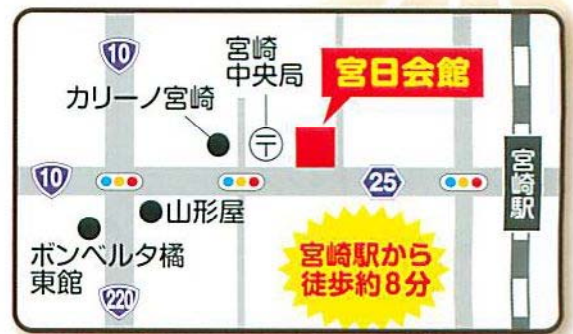 10
宮崎
中央局
宮日会館
カリーノ宮崎
〒
10
25
宮崎駅
山形屋
ボンベルタ橘
東館
宮崎駅から
徒歩約8分
220